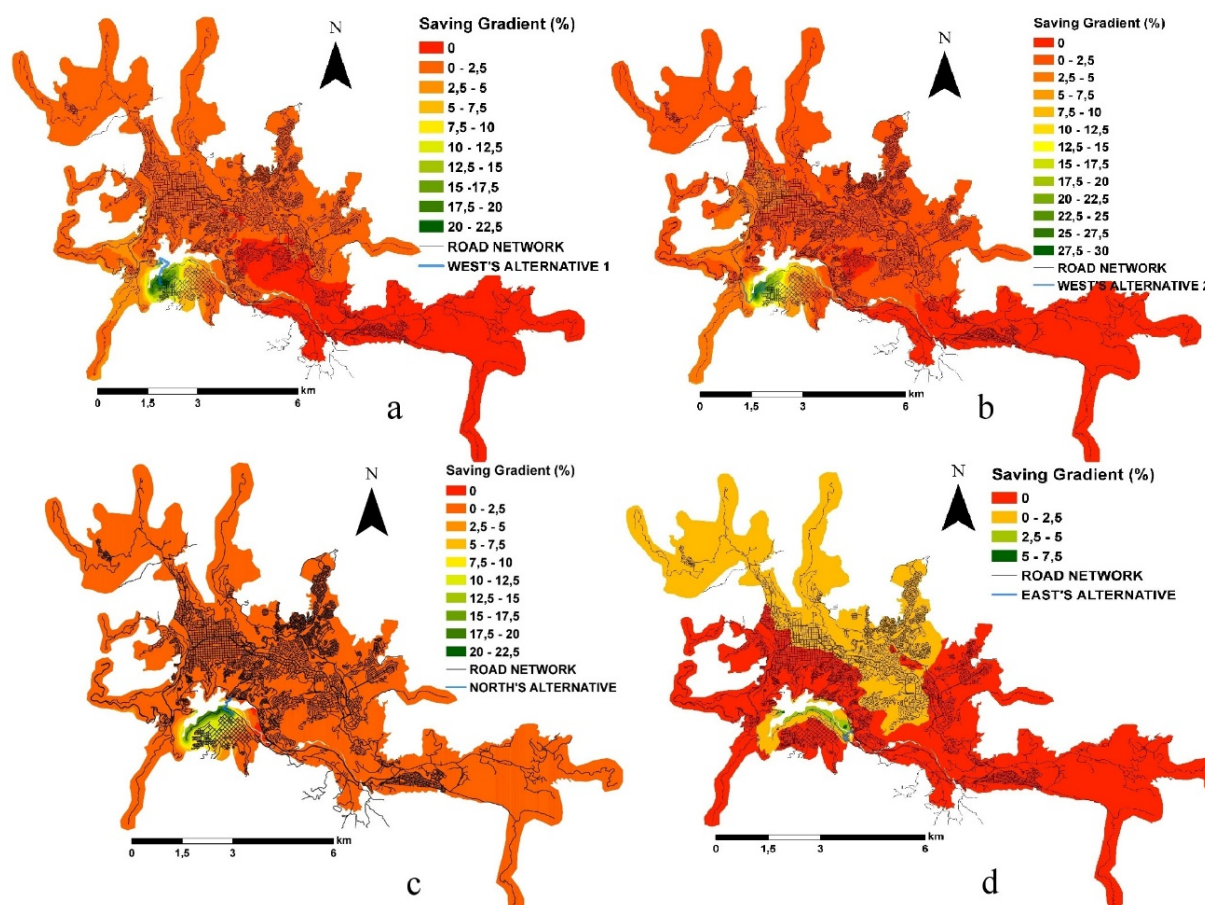 Saving Gradient (%)
N
0
0 - 2,5
2,5 - 5
5 - 7,5
7,5 - 10
10 - 12,5
12,5 - 15
15 -17,5
17,5 - 20
20 - 22,5
ROAD NETWORK
WEST'S ALTERNATIVE 1
km
0 1,5 3 6
a
Saving Gradient (%)
N
0
0 - 2,5
2,5 - 5
5 - 7,5
7,5 - 10
10 - 12,5
12,5 - 15
15 - 17,5
17,5 - 20
20 - 22,5
22,5 - 25
25 - 27,5
27,5 - 30
ROAD NETWORK
WEST'S ALTERNATIVE 2
km
0 1,5 3 6
b
Saving Gradient (%)
N
0
0 - 2,5
2,5 - 5
5 - 7,5
7,5 - 10
10 - 12,5
12,5 - 15
15 - 17,5
17,5 - 20
20 - 22,5
ROAD NETWORK
NORTH'S ALTERNATIVE
km
0 1,5 3 6
c
Saving Gradient (%)
N
0
0 - 2,5
2,5 - 5
5 - 7,5
ROAD NETWORK
EAST'S ALTERNATIVE
km
0 1,5 3 6
d